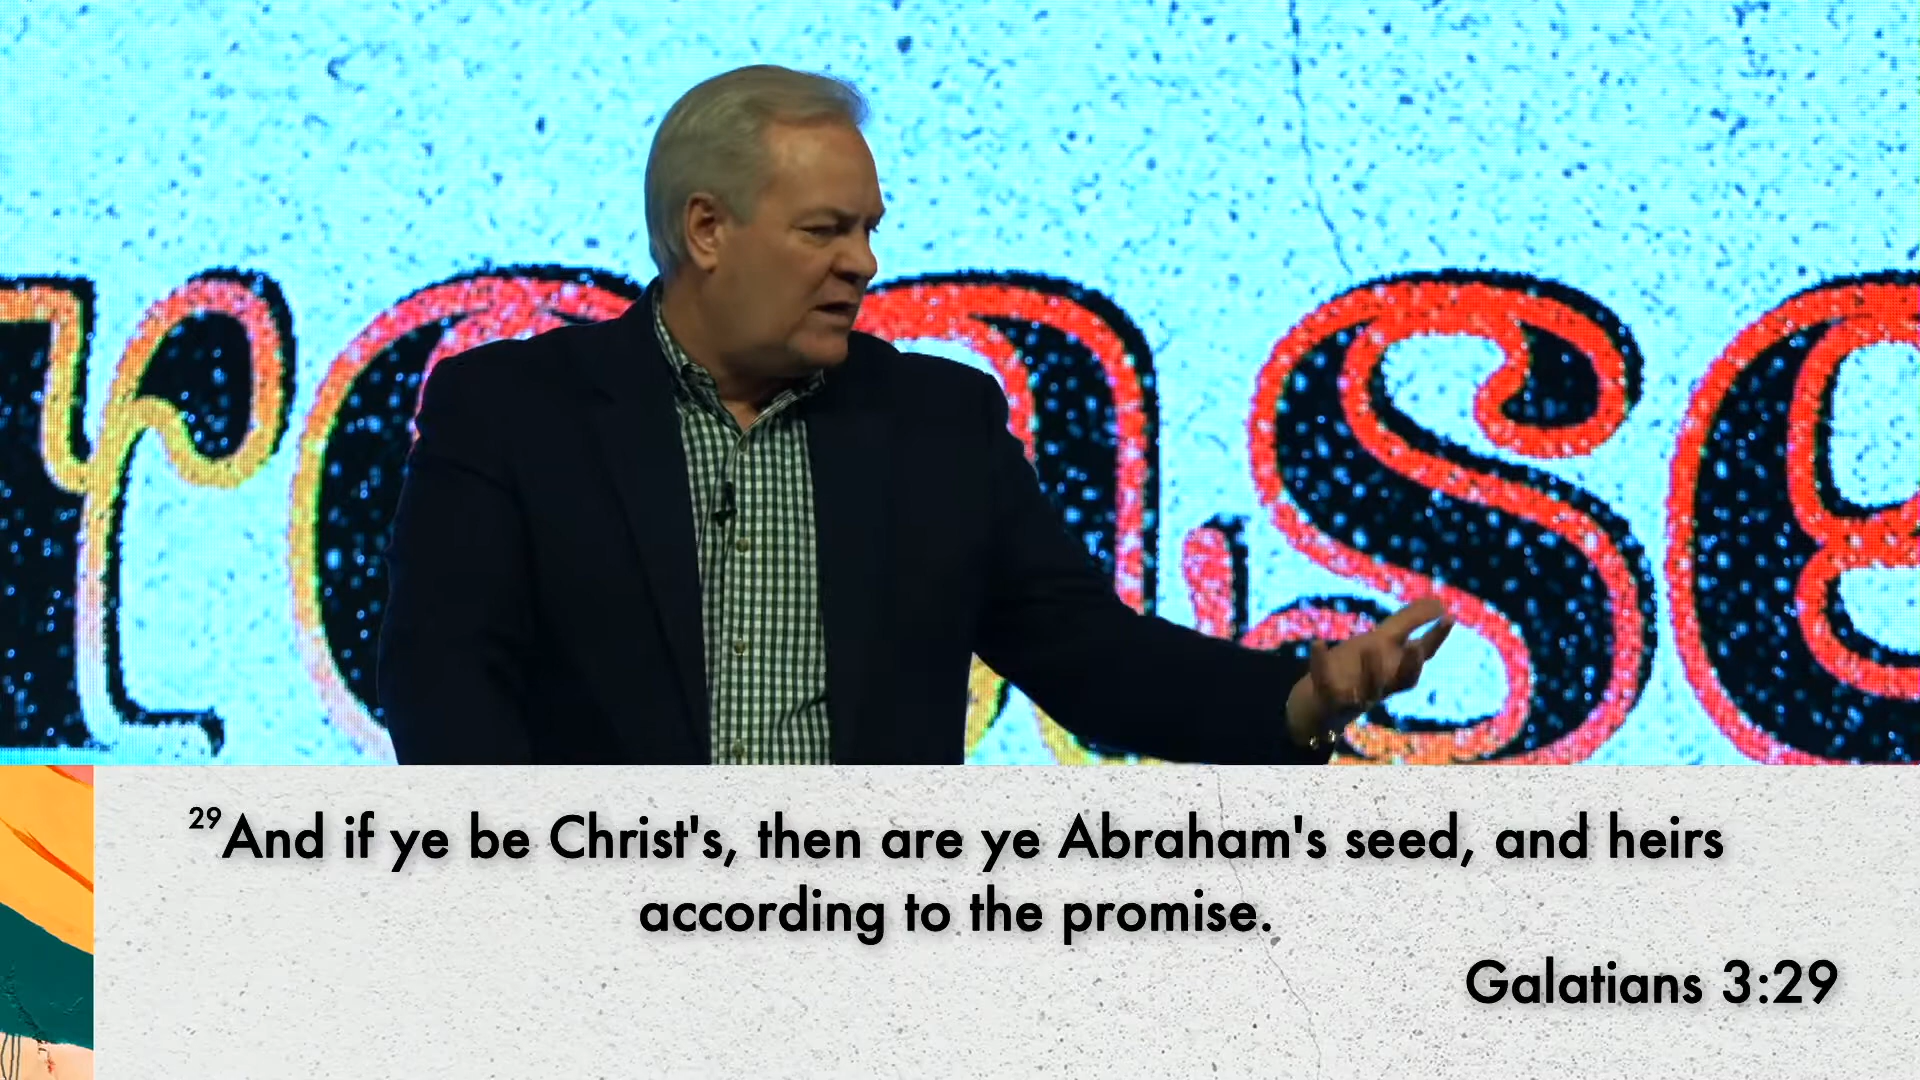 rase
29And if ye be Christ's, then are ye Abraham's seed, and heirs
according to the promise.
Galatians 3:29